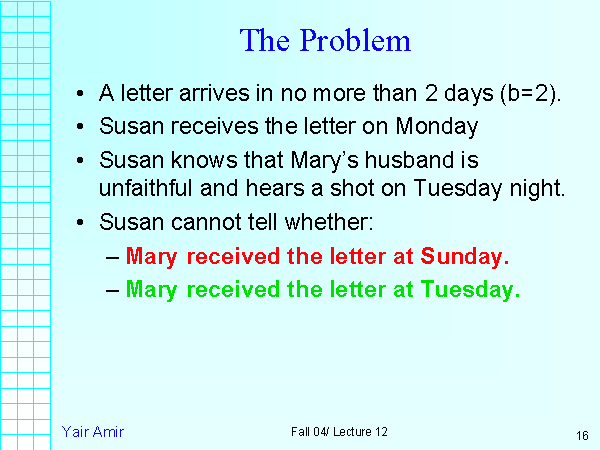 The Problem
• A letter arrives in no more than 2 days (b=2).
• Susan receives the letter on Monday
• Susan knows that Mary's husband is
unfaithful and hears a shot on Tuesday night.
• Susan cannot tell whether:
– Mary received the letter at Sunday.
– Mary received the letter at Tuesday.
Yair Amir
Fall 04/ Lecture 12
16